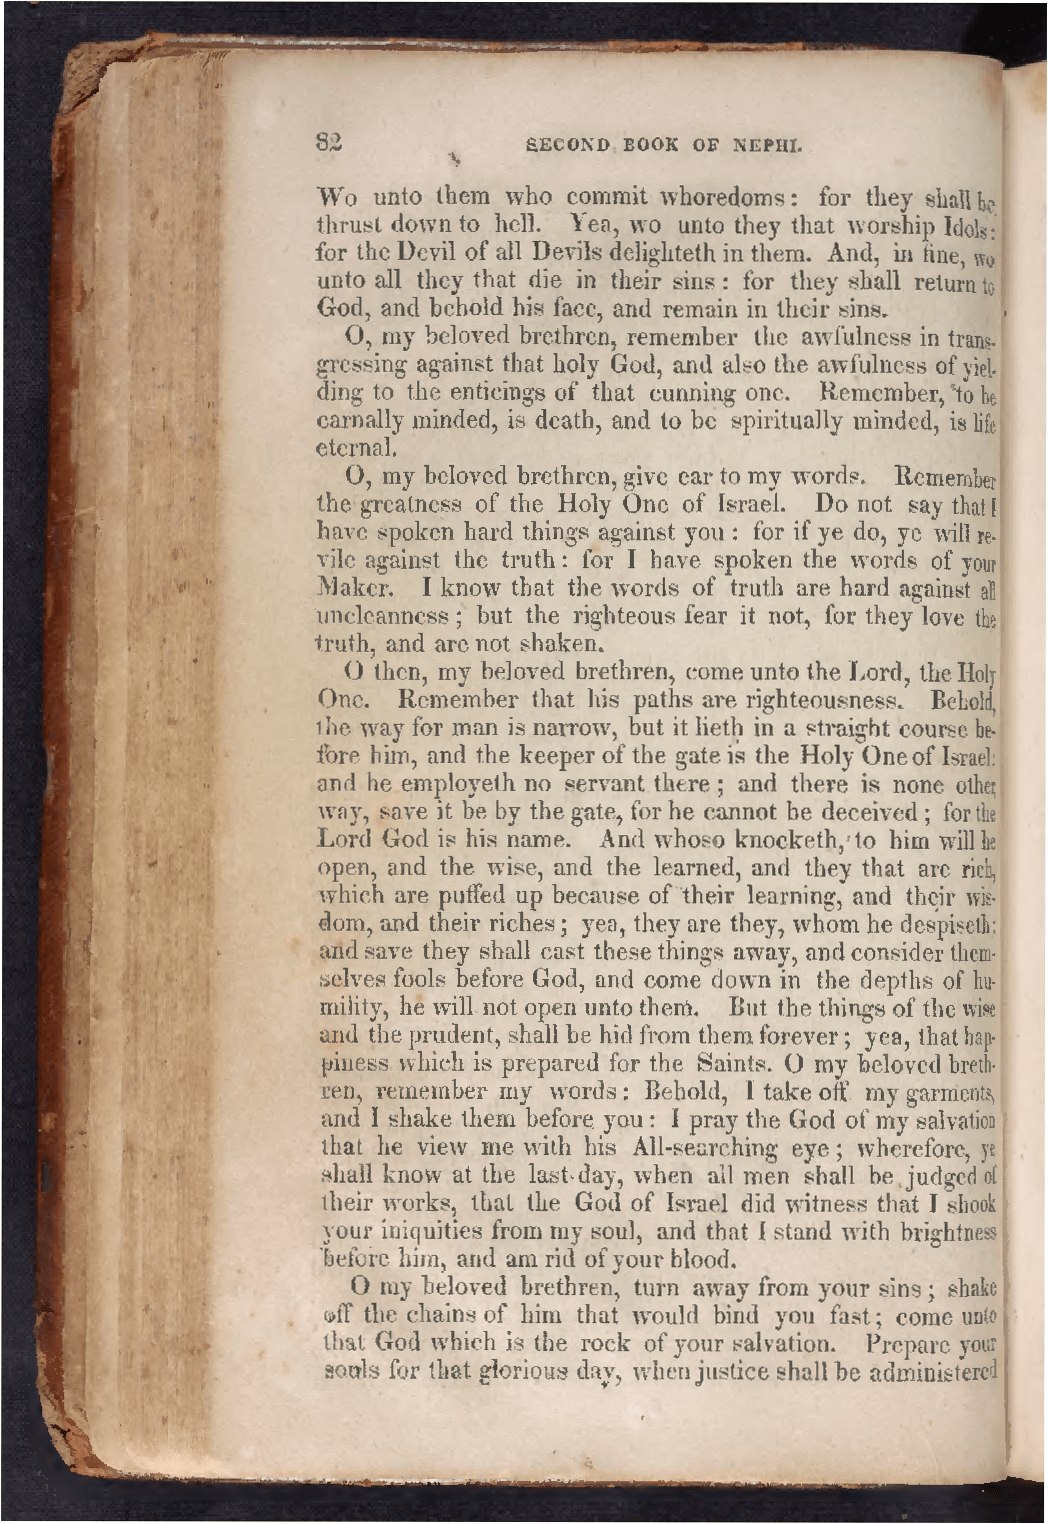 82 SECOND BOOK OF NEPHI.
Wo unto them who commit whoredoms: for they shall be
thrust down to hell. Yea, wo unto they that worship Idols:
for the Devil of all Devils delighteth in them. And, in fine, wo
unto all they that die in their sins: for they shall return to
God, and behold his face, and remain in their sins.
O, my beloved brethren, remember the awfulness in trans-
gressing against that holy God, and also the awfulness of yiel-
ding to the enticings of that cunning one. Remember, to be
carnally minded, is death, and to be spiritually minded, is life
eternal.
O, my beloved brethren, give ear to my words. Remember
the greatness of the Holy One of Israel. Do not say that I
have spoken hard things against you: for if ye do, ye will re-
vile against the truth: for I have spoken the words of your
Maker. I know that the words of truth are hard against all
uncleanness; but the righteous fear it not, for they love the
truth, and are not shaken.
O then, my beloved brethren, come unto the Lord, the Holy
One. Remember that his paths are righteousness. Behold,
the way for man is narrow, but it lieth in a straight course be-
fore him, and the keeper of the gate is the Holy One of Israel:
and he employeth no servant there; and there is none other
way, save it be by the gate, for he cannot be deceived; for the
Lord God is his name. And whoso knocketh, to him will he
open, and the wise, and the learned, and they that are rich,
which are puffed up because of their learning, and their wis-
dom, and their riches; yea, they are they, whom he despiseth:
and save they shall cast these things away, and consider them-
selves fools before God, and come down in the depths of hu-
mility, he will not open unto them. But the things of the wise
and the prudent, shall be hid from them forever; yea, that hap-
piness which is prepared for the Saints. O my beloved breth-
ren, remember my words: Behold, I take off my garments,
and I shake them before you: I pray the God of my salvation
that he view me with his All-searching eye; wherefore, ye
shall know at the last day, when all men shall be judged of
their works, that the God of Israel did witness that I shook
your iniquities from my soul, and that I stand with brightness
before him, and am rid of your blood.
O my beloved brethren, turn away from your sins; shake
off the chains of him that would bind you fast; come unto
that God which is the rock of your salvation. Prepare your
souls for that glorious day, when justice shall be administered